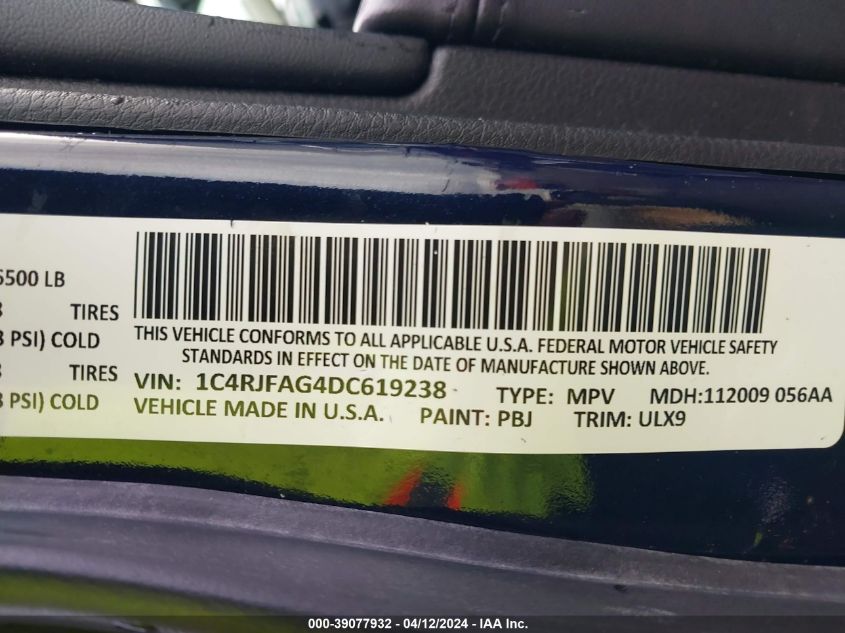 6500 LB
TIRES
PSI) COLD
TIRES
PSI) COLD
THIS VEHICLE CONFORMS TO ALL APPLICABLE U.S.A. FEDERAL MOTOR VEHICLE SAFETY
STANDARDS IN EFFECT ON THE DATE OF MANUFACTURE SHOWN ABOVE.
VIN: 1C4RJFAG4DC619238 TYPE: MPV MDH:112009 056AA
VEHICLE MADE IN U.S.A. PAINT: PBJ TRIM: ULX9
000-39077932 - 04/12/2024 - IAA Inc.